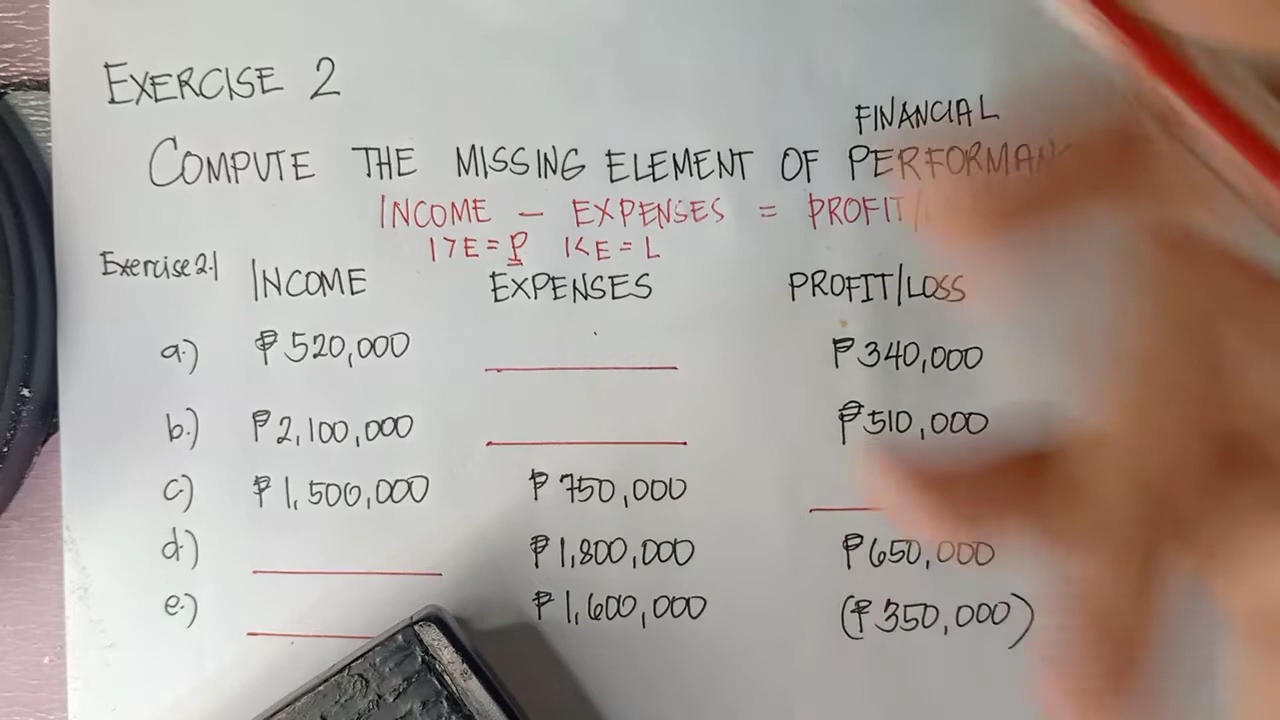 EXERCISE 2
FINANCIAL
COMPUTE THE MISSING ELEMENT OF
INCOME - EXPENSES = PROFIT/
I>E = P I<E = L
Exercise 2.1 INCOME EXPENSES PROFIT/LOSS
a.) ₱520,000 ₱340,000
b.) ₱2,100,000 ₱510,000
c.) ₱1,500,000 ₱750,000
d.) ₱1,800,000 ₱650,000
e.) ₱1,600,000 (₱350,000)